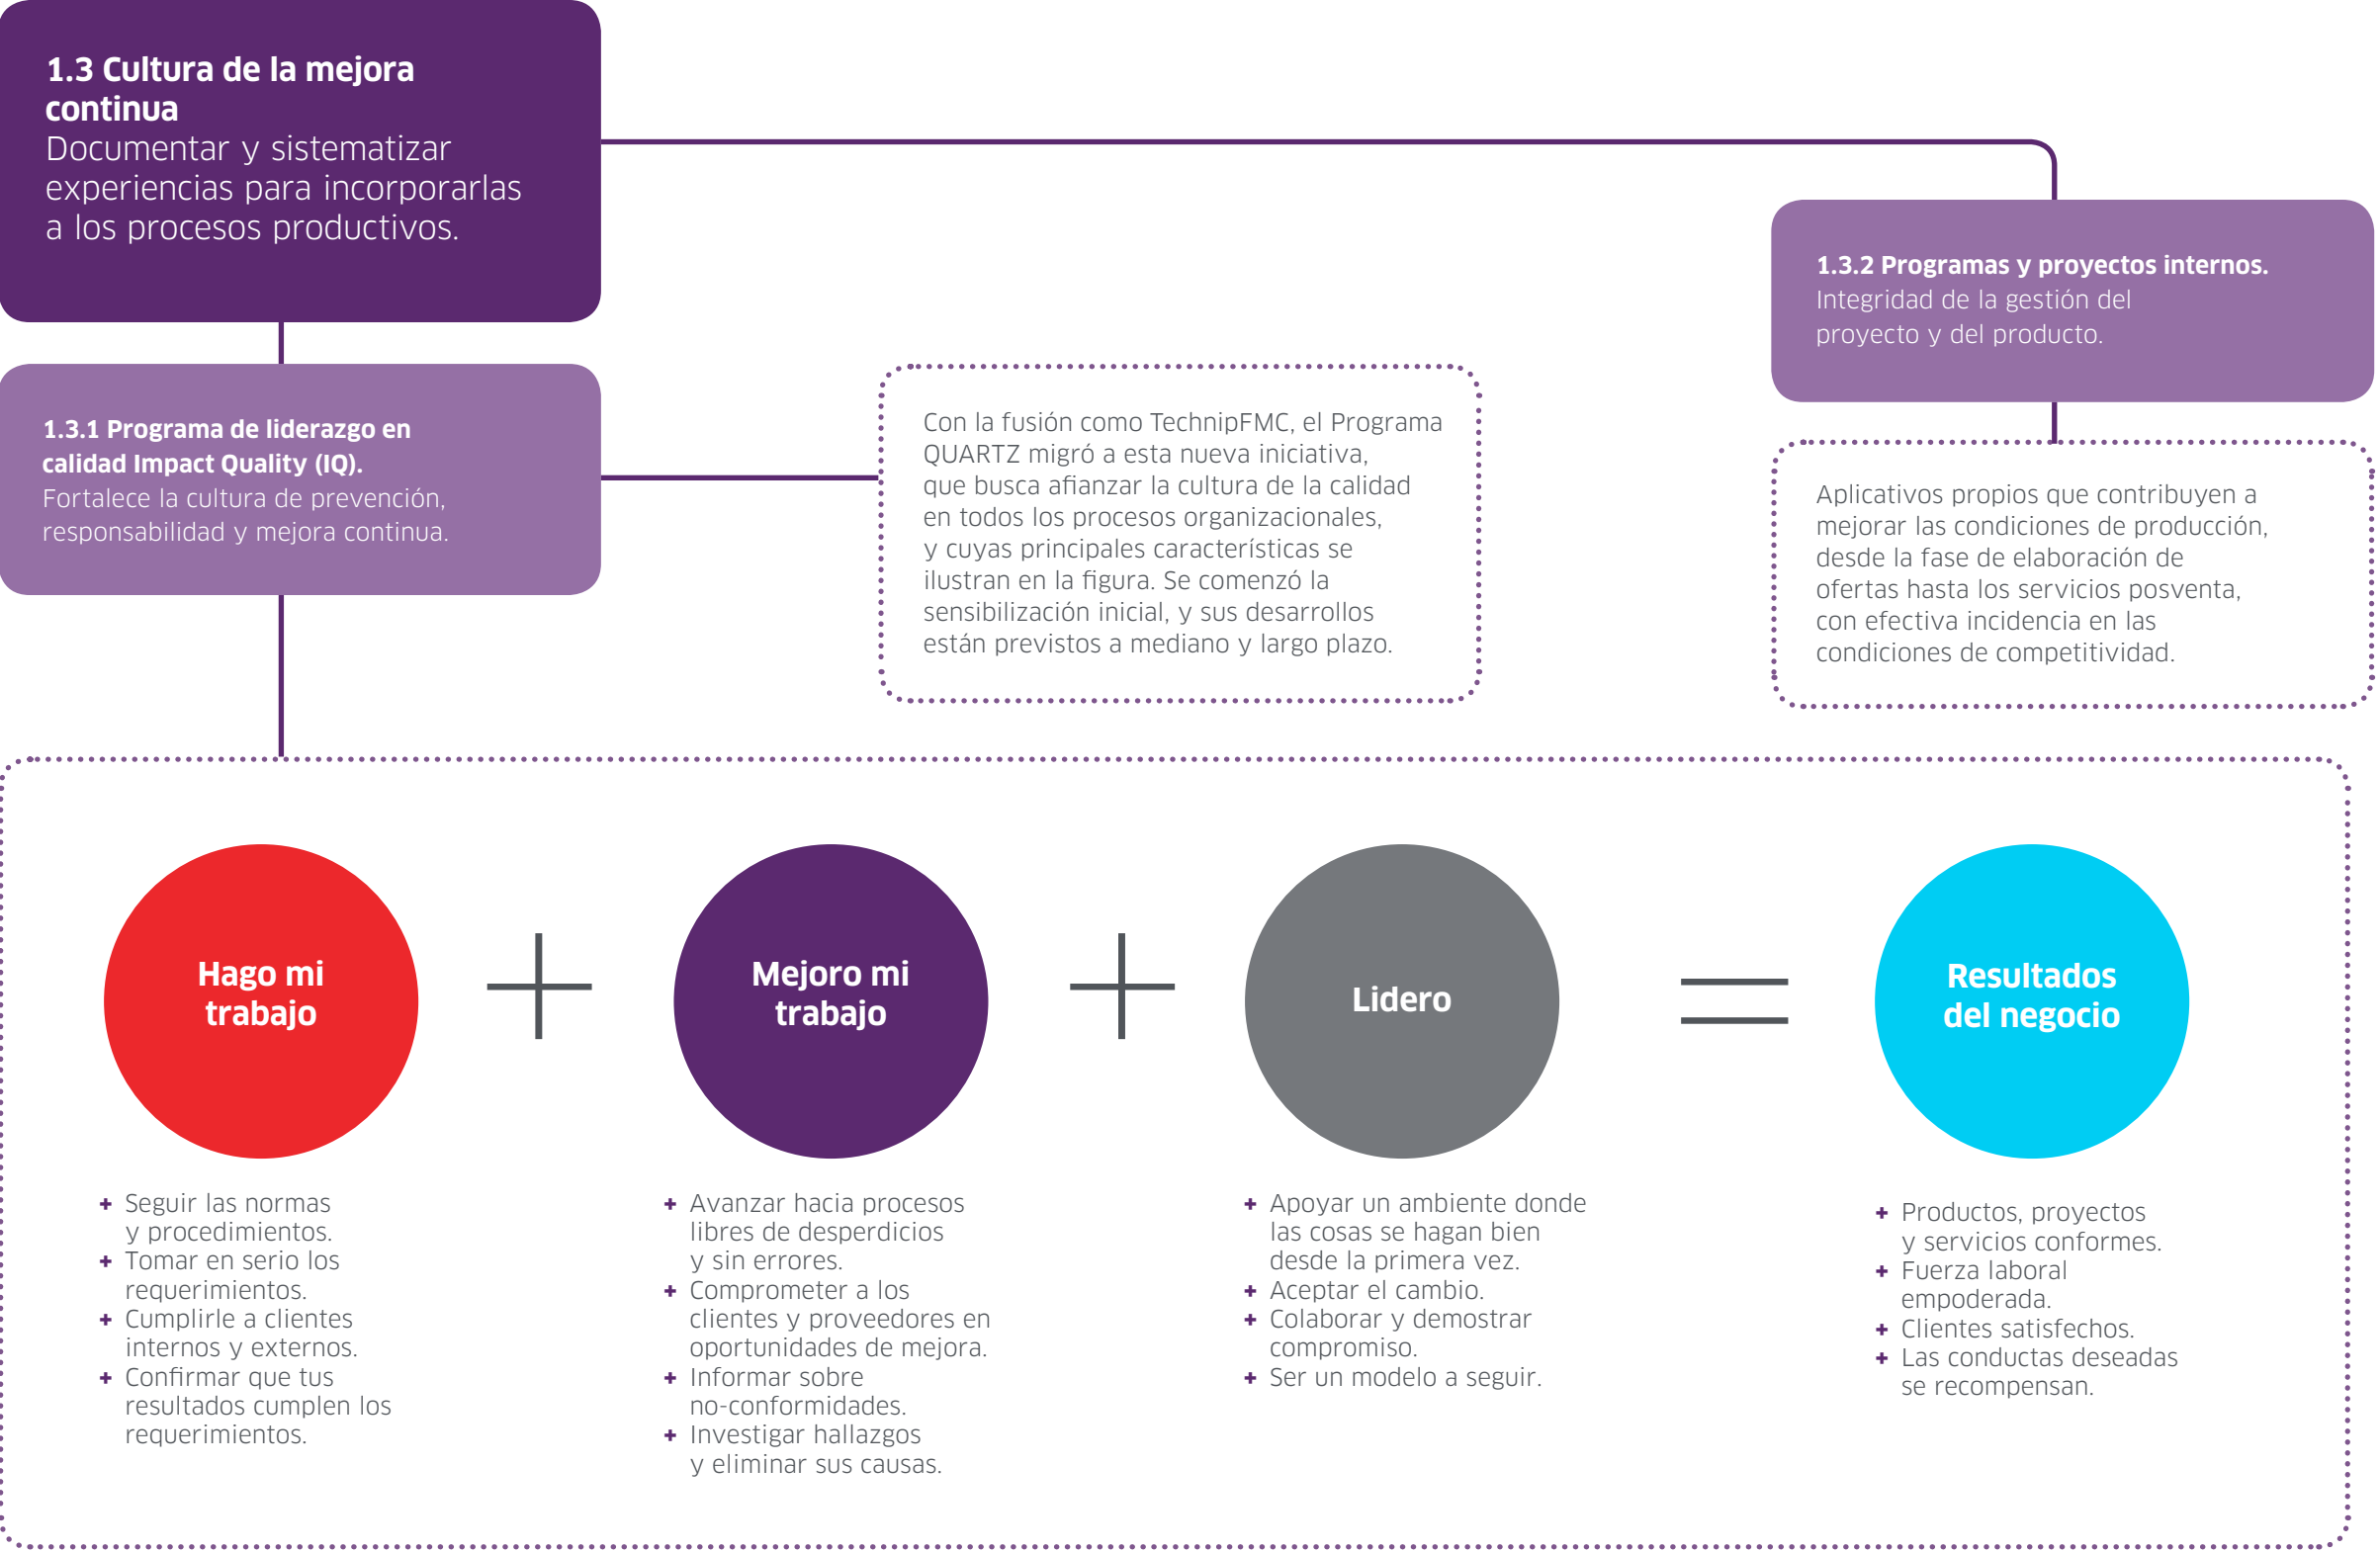 1.3 Cultura de la mejora
continua
Documentar y sistematizar
experiencias para incorporarlas
a los procesos productivos.
1.3.2 Programas y proyectos internos.
Integridad de la gestión del
proyecto y del producto.
1.3.1 Programa de liderazgo en
calidad Impact Quality (IQ).
Fortalece la cultura de prevención,
responsabilidad y mejora continua.
Con la fusión como TechnipFMC, el Programa
QUARTZ migró a esta nueva iniciativa,
que busca afianzar la cultura de la calidad
en todos los procesos organizacionales,
y cuyas principales características se
ilustran en la figura. Se comenzó la
sensibilización inicial, y sus desarrollos
están previstos a mediano y largo plazo.
Aplicativos propios que contribuyen a
mejorar las condiciones de producción,
desde la fase de elaboración de
ofertas hasta los servicios posventa,
con efectiva incidencia en las
condiciones de competitividad.
Hago mi
trabajo
+
Mejoro mi
trabajo
+
Lidero
=
Resultados
del negocio
+ Seguir las normas
y procedimientos.
+ Tomar en serio los
requerimientos.
+ Cumplirle a clientes
internos y externos.
+ Confirmar que tus
resultados cumplen los
requerimientos.
+ Avanzar hacia procesos
libres de desperdicios
y sin errores.
+ Comprometer a los
clientes y proveedores en
oportunidades de mejora.
+ Informar sobre
no-conformidades.
+ Investigar hallazgos
y eliminar sus causas.
+ Apoyar un ambiente donde
las cosas se hagan bien
desde la primera vez.
+ Aceptar el cambio.
+ Colaborar y demostrar
compromiso.
+ Ser un modelo a seguir.
+ Productos, proyectos
y servicios conformes.
+ Fuerza laboral
empoderada.
+ Clientes satisfechos.
+ Las conductas deseadas
se recompensan.